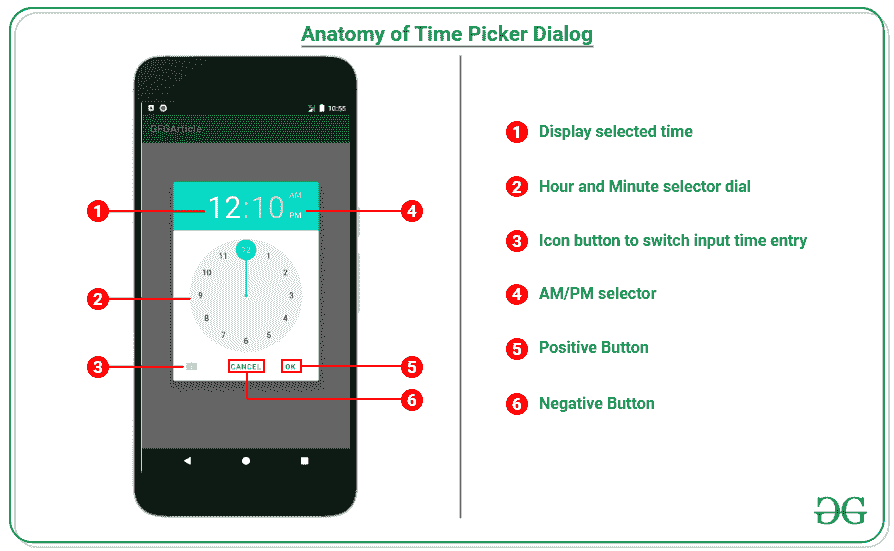 Anatomy of Time Picker Dialog
10:55
GFGArticle
12:10
AM
PM
12
11
1
10
2
9
3
8
4
7
5
6
CANCEL
OK
1
2
3
4
5
6
1 Display selected time
2 Hour and Minute selector dial
3 Icon button to switch input time entry
4 AM/PM selector
5 Positive Button
6 Negative Button